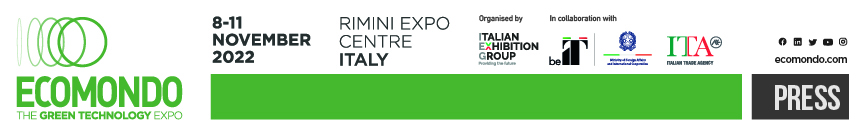 ECOMONDO
THE GREEN TECHNOLOGY EXPO
8-11
NOVEMBER
2022
RIMINI EXPO
CENTRE
ITALY
Organised by
ITALIAN
EXHIBITION
GROUP
Providing the future
In collaboration with
be IT
Ministry of Foreign Affairs
and International Cooperation
ITA
ITALIAN TRADE AGENCY
ecomondo.com
PRESS